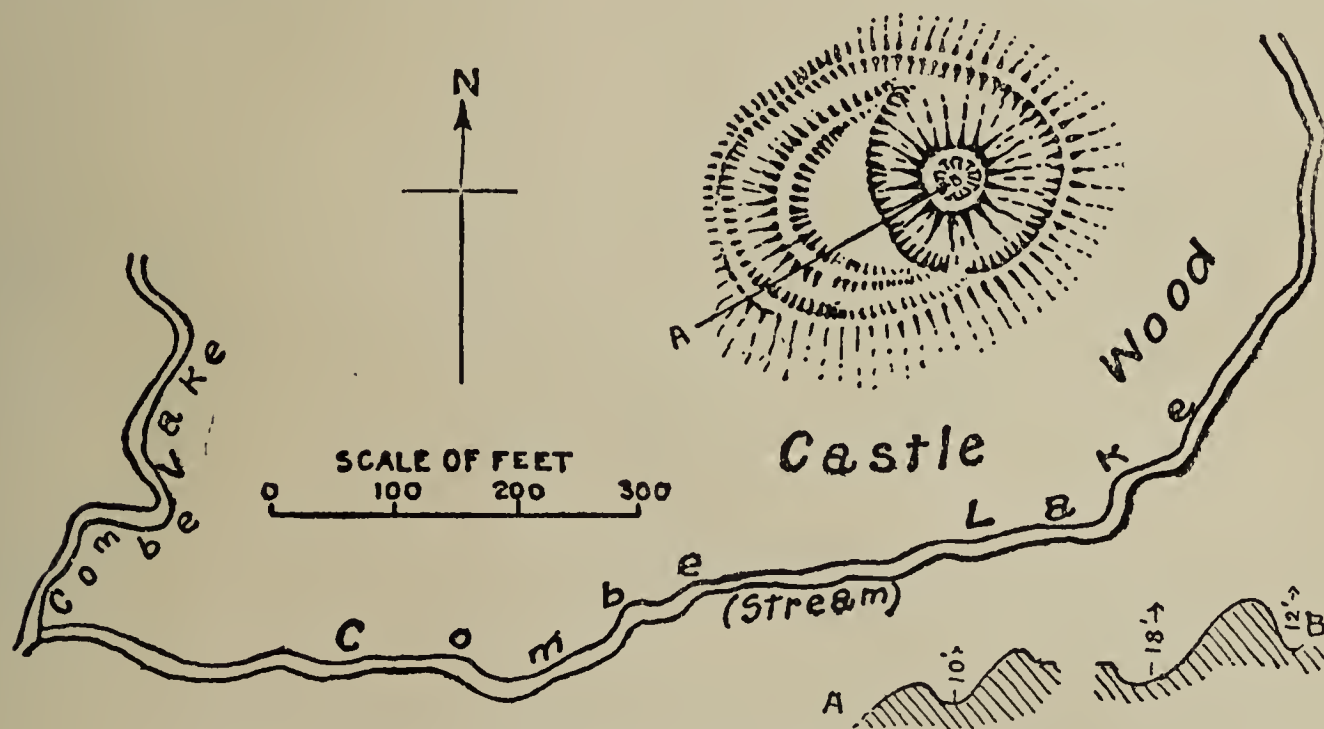 N
A
b
Wood
Combe Lake
Castle
SCALE OF FEET
0 100 200 300
Combe Lake
(Stream)
A
-10'→
-18'→
12'→
B